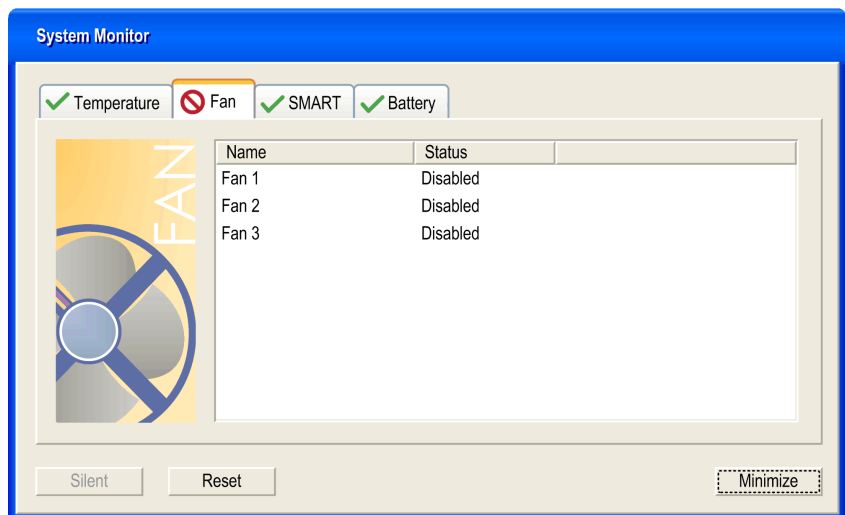 System Monitor
Temperature Fan SMART Battery
FAN
Name Status
Fan 1 Disabled
Fan 2 Disabled
Fan 3 Disabled
Silent Reset Minimize